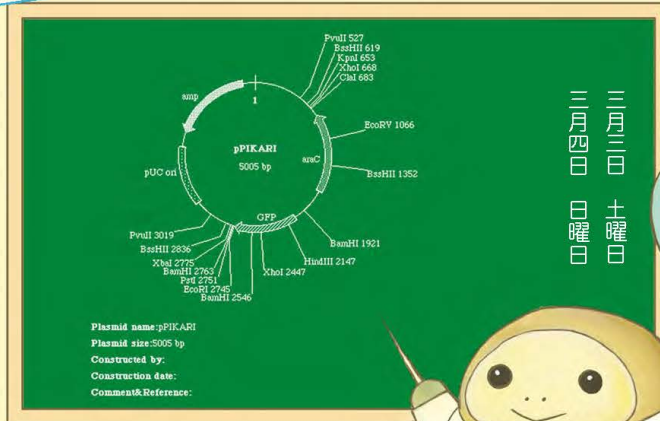 PvuII 527
BssHII 619
KpnI 653
XhoI 668
ClaI 683
amp
1
EcoRV 1066
pPIKARI
5005 bp
araC
pUC ori
BssHII 1352
GFP
PvuII 3019
BssHII 2836
XbaI 2775
BamHI 2763
PstI 2751
EcoRI 2745
BamHI 2546
XhoI 2447
HindIII 2147
BamHI 1921
Plasmid name:pPIKARI
Plasmid size:5005 bp
Constructed by:
Construction date:
Comment&Reference:
三月三日 土曜日
三月四日 日曜日